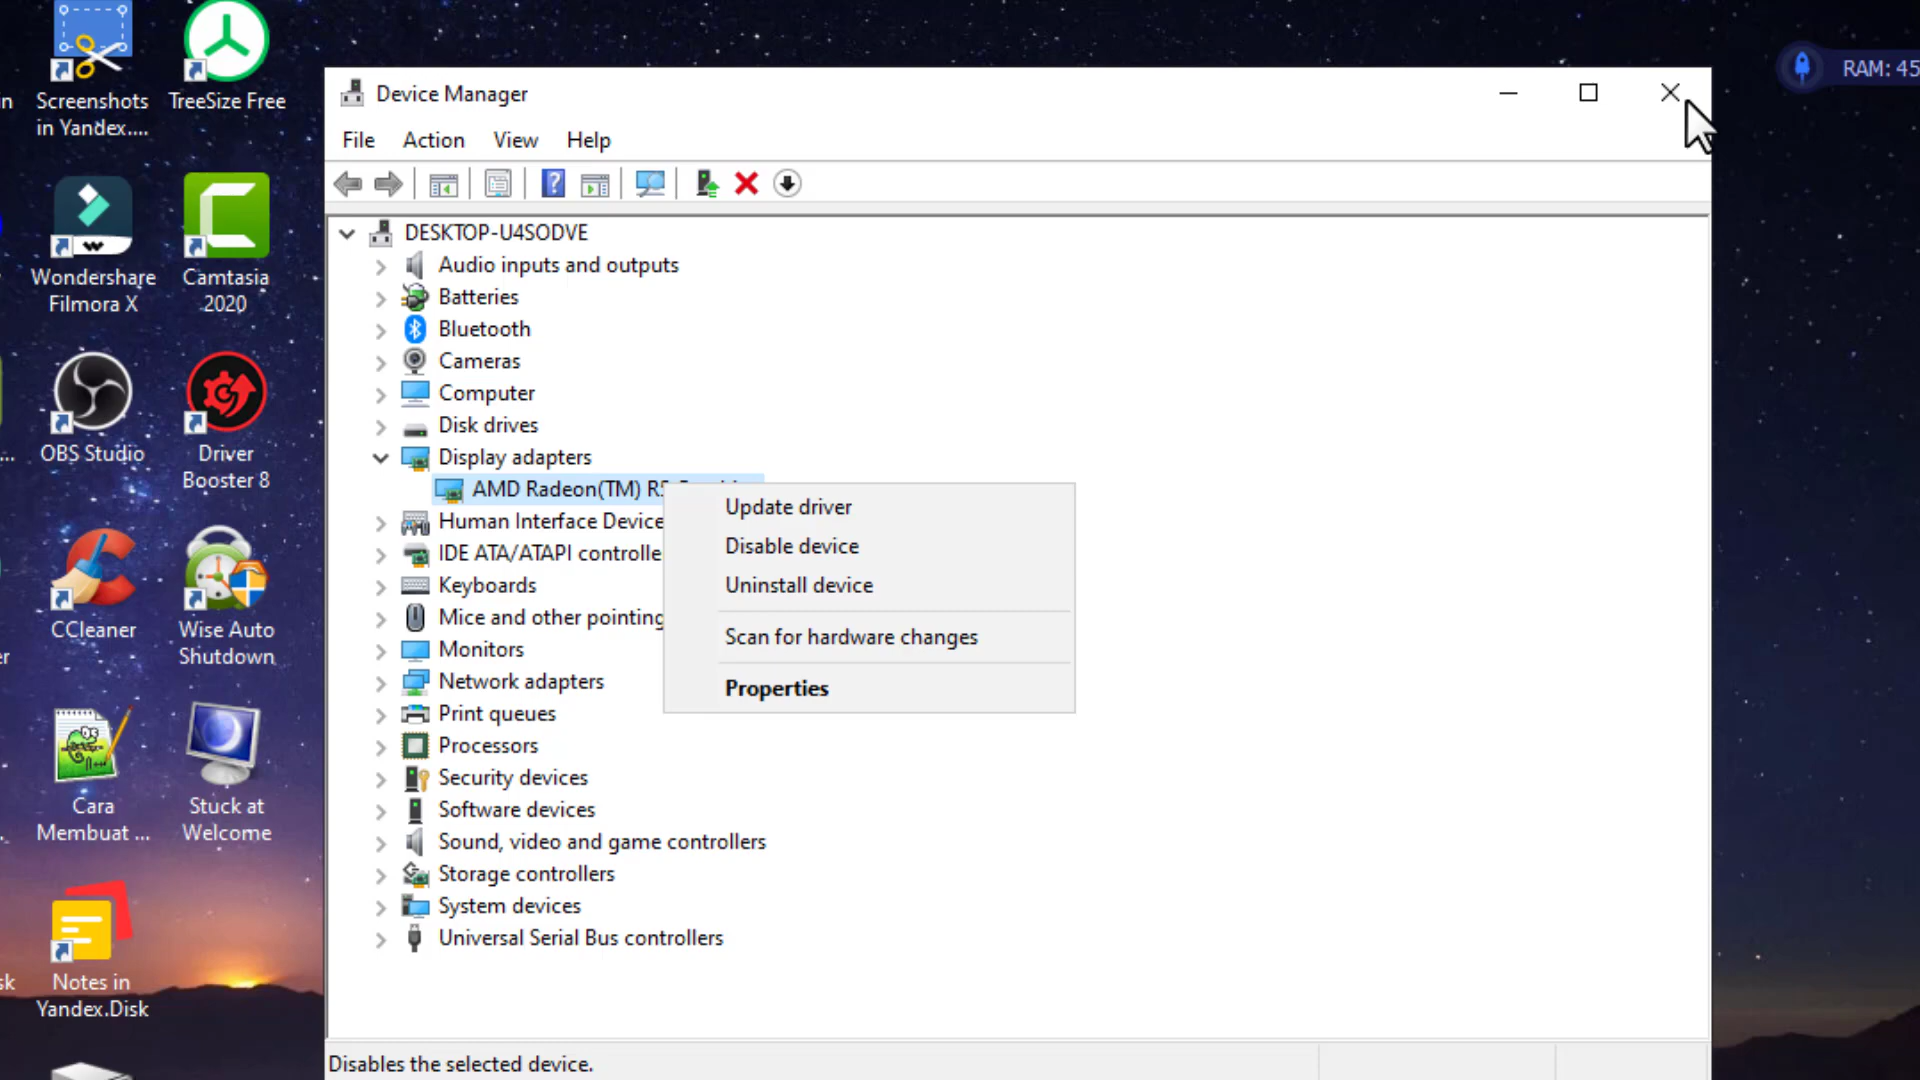 Screenshots
in Yandex....
TreeSize Free
Wondershare
Filmora X
Camtasia
2020
OBS Studio
Driver
Booster 8
CCleaner
Wise Auto
Shutdown
Cara
Membuat ...
Stuck at
Welcome
Notes in
Yandex.Disk
Device Manager
File Action View Help
DESKTOP-U4SODVE
Audio inputs and outputs
Batteries
Bluetooth
Cameras
Computer
Disk drives
Display adapters
AMD Radeon(TM)
Human Interface Device
IDE ATA/ATAPI controlle
Keyboards
Mice and other pointing
Monitors
Network adapters
Print queues
Processors
Security devices
Software devices
Sound, video and game controllers
Storage controllers
System devices
Universal Serial Bus controllers
Update driver
Disable device
Uninstall device
Scan for hardware changes
Properties
Disables the selected device.
RAM: 45